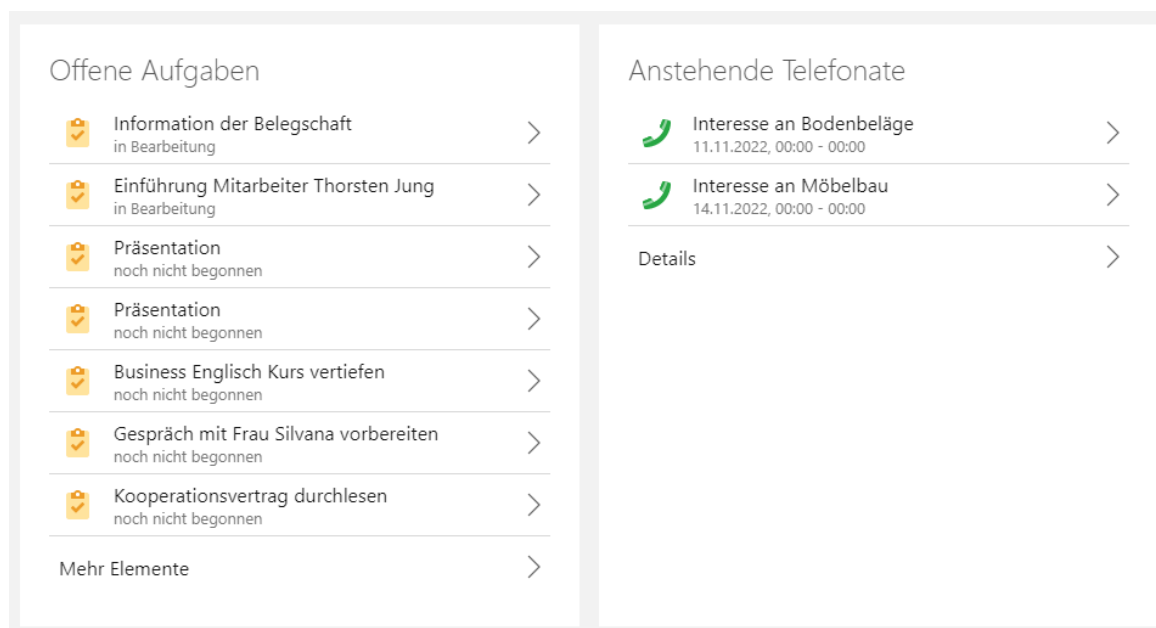 Offene Aufgaben
Information der Belegschaft
in Bearbeitung
Einführung Mitarbeiter Thorsten Jung
in Bearbeitung
Präsentation
noch nicht begonnen
Präsentation
noch nicht begonnen
Business Englisch Kurs vertiefen
noch nicht begonnen
Gespräch mit Frau Silvana vorbereiten
noch nicht begonnen
Kooperationsvertrag durchlesen
noch nicht begonnen
Mehr Elemente
Anstehende Telefonate
Interesse an Bodenbeläge
11.11.2022, 00:00 - 00:00
Interesse an Möbelbau
14.11.2022, 00:00 - 00:00
Details